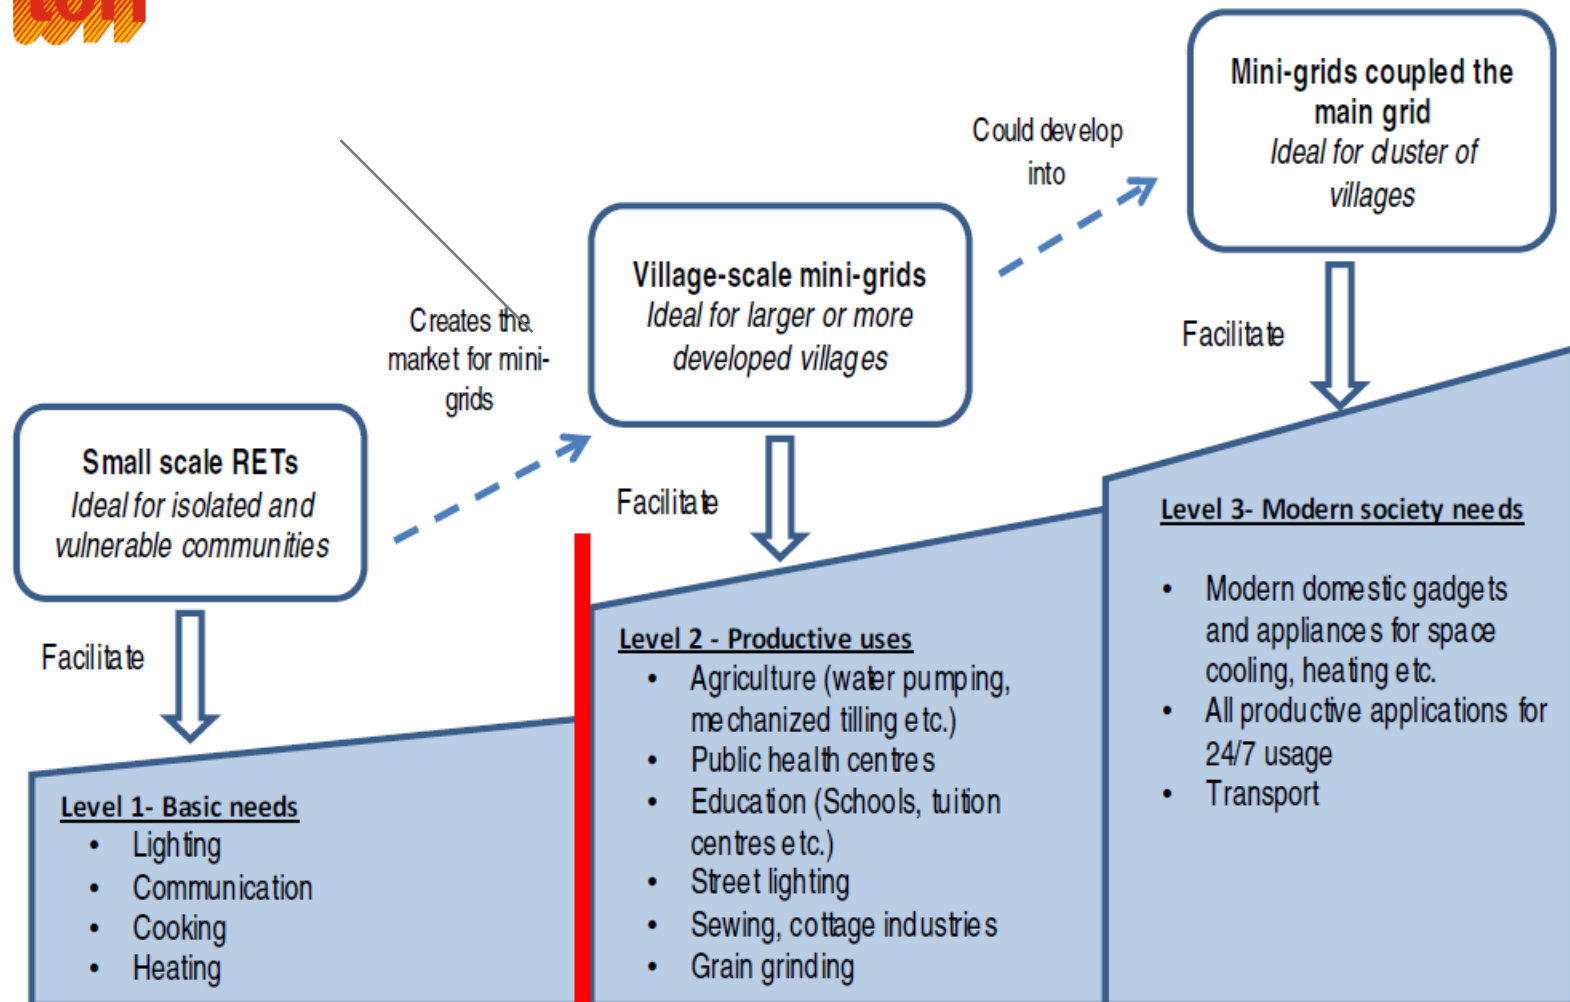 Mini-grids coupled the
main grid
Ideal for cluster of
villages
Could develop
into
Village-scale mini-grids
Ideal for larger or more
developed villages
Creates the
market for mini-
grids
Small scale RETs
Ideal for isolated and
vulnerable communities
Facilitate
Facilitate
Facilitate
Level 1- Basic needs
• Lighting
• Communication
• Cooking
• Heating
Level 2 - Productive uses
• Agriculture (water pumping,
mechanized tilling etc.)
• Public health centres
• Education (Schools, tuition
centres etc.)
• Street lighting
• Sewing, cottage industries
• Grain grinding
Level 3- Modern society needs
• Modern domestic gadgets
and appliances for space
cooling, heating etc.
• All productive applications for
24/7 usage
• Transport